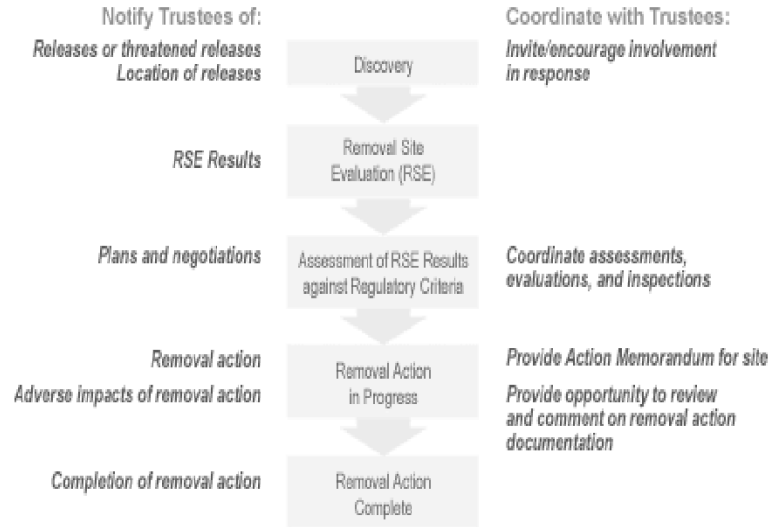 Notify Trustees of:
Coordinate with Trustees:
Releases or threatened releases
Location of releases
Discovery
Invite/encourage involvement
in response
RSE Results
Removal Site
Evaluation (RSE)
Plans and negotiations
Assessment of RSE Results
against Regulatory Criteria
Coordinate assessments,
evaluations, and inspections
Removal action
Adverse impacts of removal action
Removal Action
in Progress
Provide Action Memorandum for site
Provide opportunity to review
and comment on removal action
documentation
Completion of removal action
Removal Action
Complete